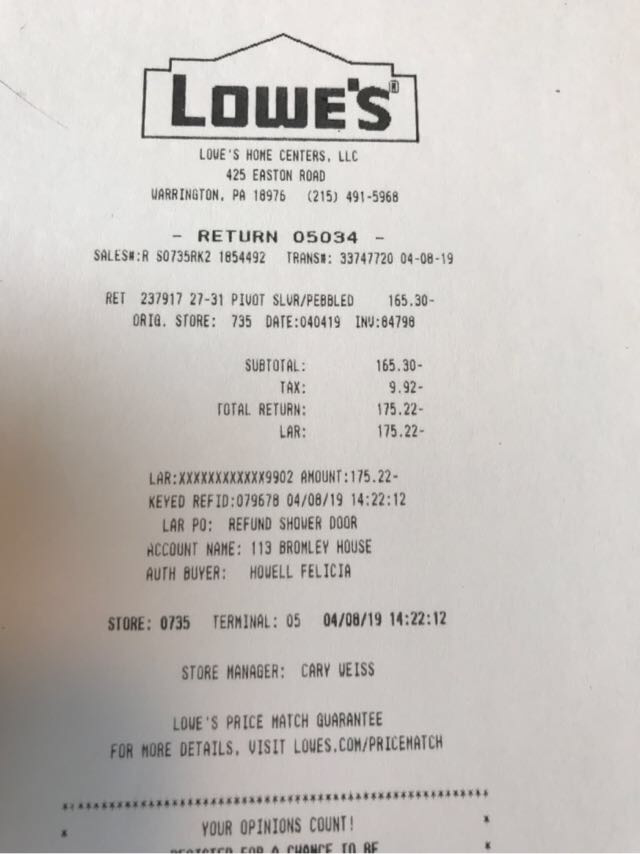 LOWE'S®
LOWE'S HOME CENTERS, LLC
425 EASTON ROAD
WARRINGTON, PA 18976 (215) 491-5968
- RETURN 05034 -
SALES#:R S0735RK2 1854492 TRANS#: 33747720 04-08-19
RET 237917 27-31 PIVOT SLVR/PEBBLED 165.30-
ORIG. STORE: 735 DATE:040419 INV:84798
SUBTOTAL: 165.30-
TAX: 9.92-
TOTAL RETURN: 175.22-
LAR: 175.22-
LAR:XXXXXXXXXXXX9902 AMOUNT:175.22-
KEYED REFID:079678 04/08/19 14:22:12
LAR PO: REFUND SHOWER DOOR
ACCOUNT NAME: 113 BROMLEY HOUSE
AUTH BUYER: HOWELL FELICIA
STORE: 0735 TERMINAL: 05 04/08/19 14:22:12
STORE MANAGER: CARY WEISS
LOWE'S PRICE MATCH GUARANTEE
FOR MORE DETAILS, VISIT LOWES.COM/PRICEMATCH
****************************************************
* YOUR OPINIONS COUNT! *
FOR A CHANCE TO BE *